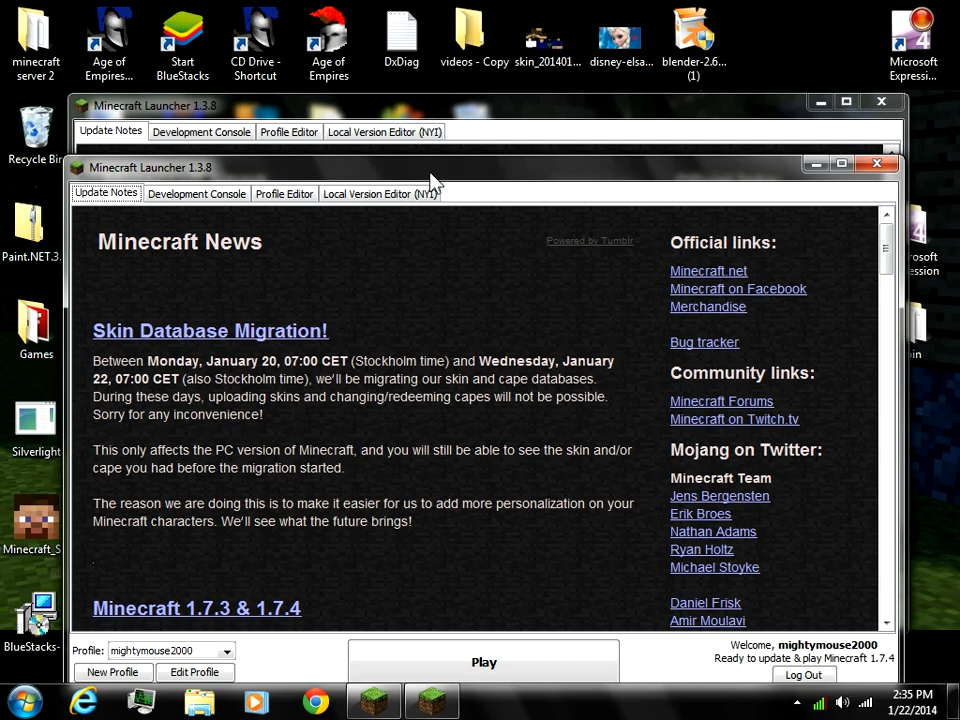 minecraft server 2
Age of Empires...
Start BlueStacks
CD Drive - Shortcut
Age of Empires
DxDiag
videos - Copy
skin_201401...
disney-elsa...
blender-2.6... (1)
Microsoft Expressi...
Recycle Bin
Paint.NET.3.
Games
Silverlight
Minecraft_S
BlueStacks-
Minecraft Launcher 1.3.8
Update Notes
Development Console
Profile Editor
Local Version Editor (NYI)
Minecraft Launcher 1.3.8
Update Notes
Development Console
Profile Editor
Local Version Editor (NYI)
Minecraft News
Powered by Tumblr
Skin Database Migration!
Between Monday, January 20, 07:00 CET (Stockholm time) and Wednesday, January
22, 07:00 CET (also Stockholm time), we'll be migrating our skin and cape databases.
During these days, uploading skins and changing/redeeming capes will not be possible.
Sorry for any inconvenience!
This only affects the PC version of Minecraft, and you will still be able to see the skin and/or
cape you had before the migration started.
The reason we are doing this is to make it easier for us to add more personalization on your
Minecraft characters. We'll see what the future brings!
.
Minecraft 1.7.3 & 1.7.4
Official links:
Minecraft.net
Minecraft on Facebook
Merchandise
Bug tracker
Community links:
Minecraft Forums
Minecraft on Twitch.tv
Mojang on Twitter:
Minecraft Team
Jens Bergensten
Erik Broes
Nathan Adams
Ryan Holtz
Michael Stoyke
Daniel Frisk
Amir Moulavi
Profile: mightymouse2000
New Profile
Edit Profile
Play
Welcome, mightymouse2000
Ready to update & play Minecraft 1.7.4
Log Out
2:35 PM
1/22/2014